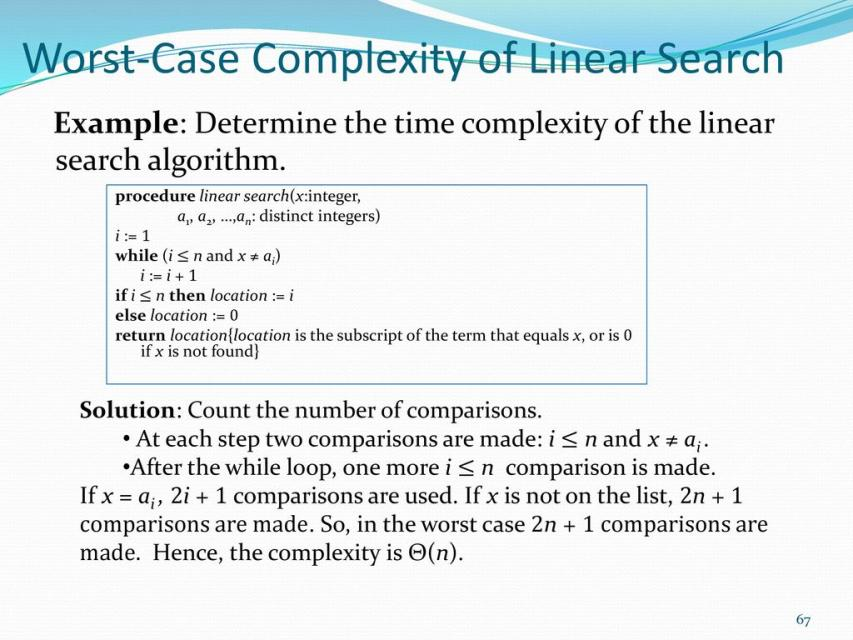 Worst-Case Complexity of Linear Search
Example: Determine the time complexity of the linear
search algorithm.
procedure linear search(x:integer,
a₁, a₂, …,aₙ: distinct integers)
i := 1
while (i ≤ n and x ≠ aᵢ)
i := i + 1
if i ≤ n then location := i
else location := 0
return location{location is the subscript of the term that equals x, or is 0
if x is not found}
Solution: Count the number of comparisons.
• At each step two comparisons are made: i ≤ n and x ≠ aᵢ.
•After the while loop, one more i ≤ n comparison is made.
If x = aᵢ, 2i + 1 comparisons are used. If x is not on the list, 2n + 1
comparisons are made. So, in the worst case 2n + 1 comparisons are
made. Hence, the complexity is Θ(n).
67